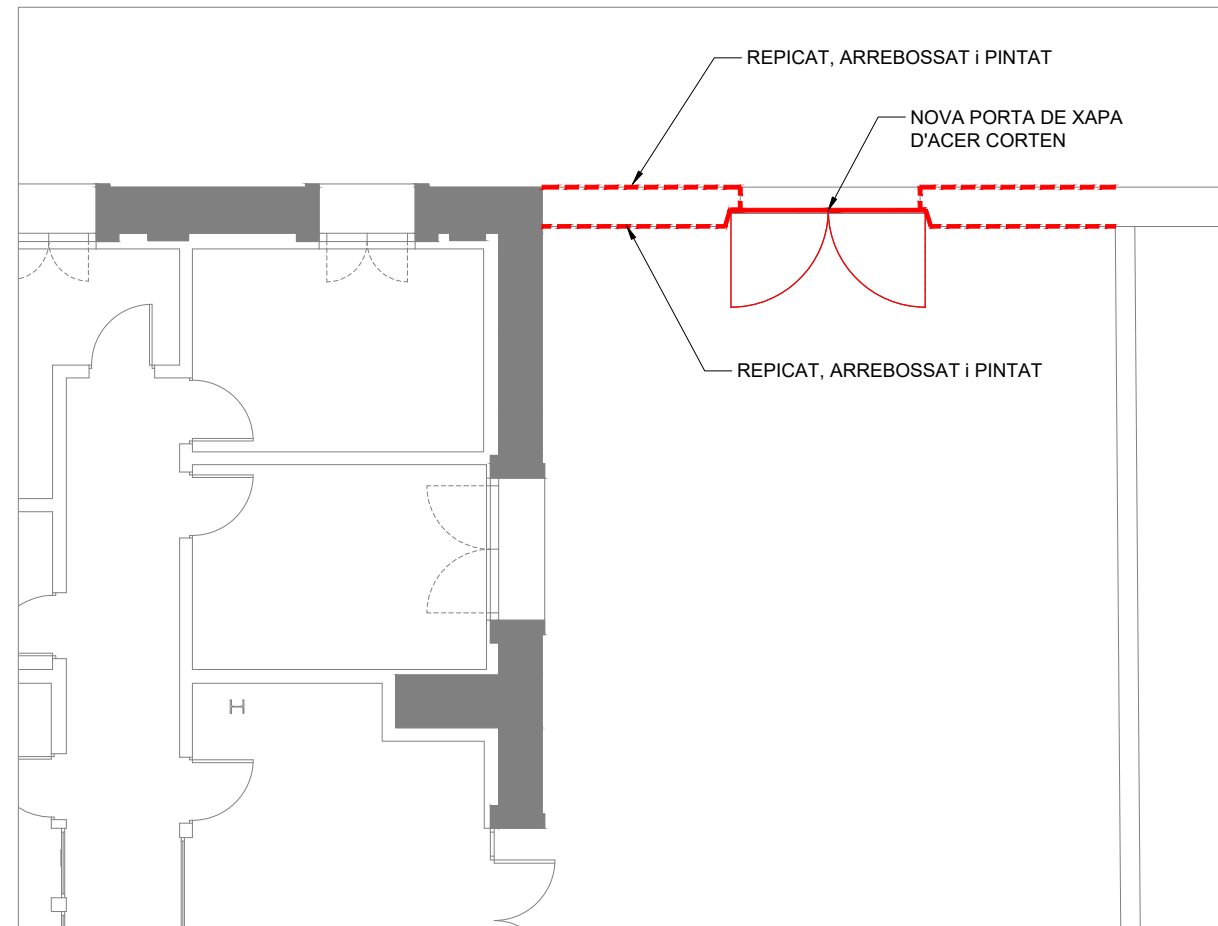 REPICAT, ARREBOSSAT i PINTAT
NOVA PORTA DE XAPA
D'ACER CORTEN
REPICAT, ARREBOSSAT i PINTAT